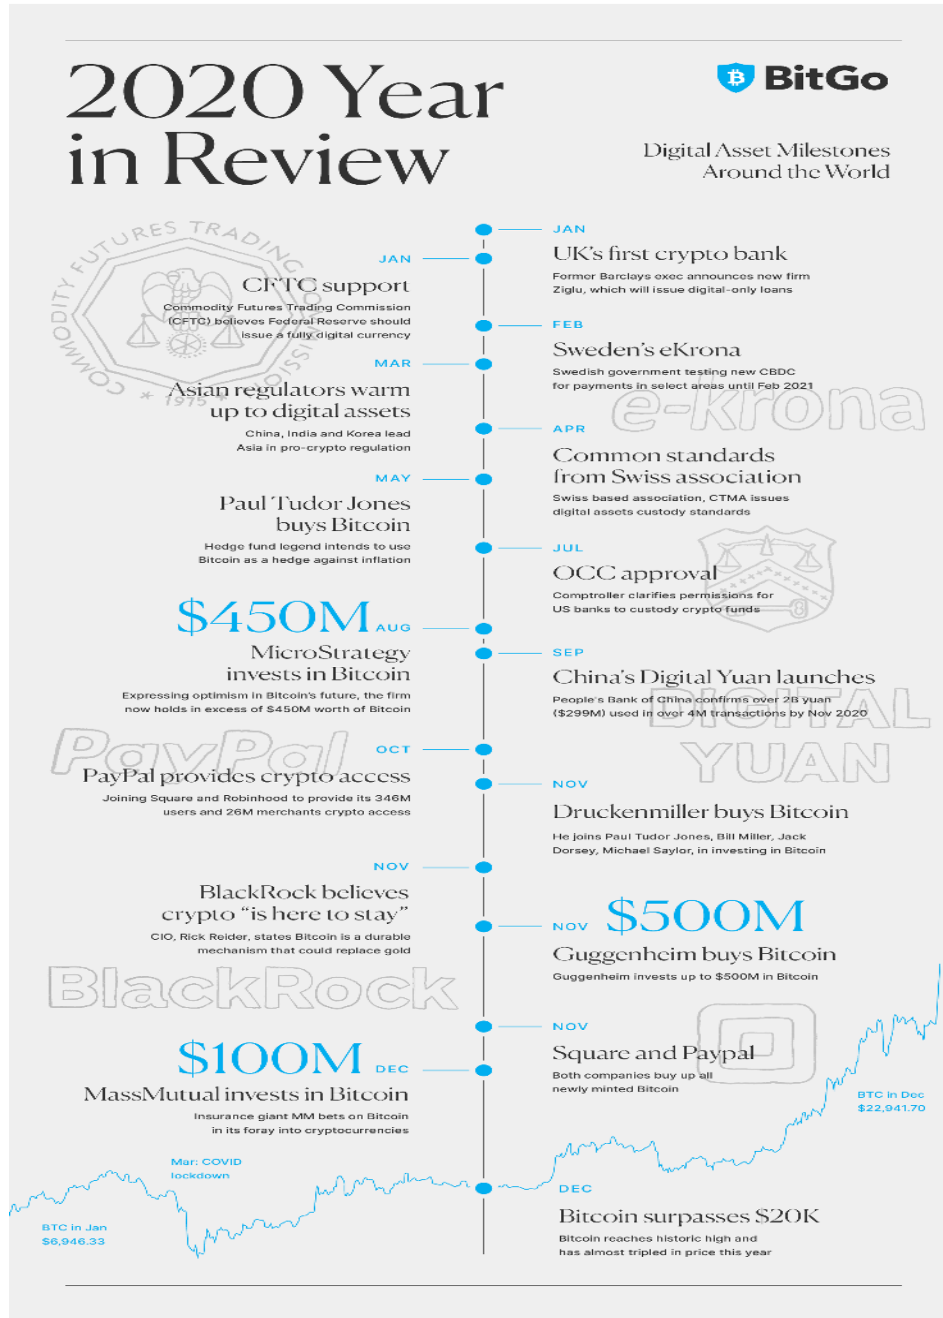 2020 Year
in Review
BitGo
Digital Asset Milestones
Around the World
COMMODITY FUTURES TRADING COMMISSION
* 1975 *
JAN
UK's first crypto bank
Former Barclays exec announces new firm
Ziglu, which will issue digital-only loans
JAN
CFTC support
Commodity Futures Trading Commission
(CFTC) believes Federal Reserve should
issue a fully digital currency
FEB
Sweden's eKrona
Swedish government testing new CBDC
for payments in select areas until Feb 2021
e-krona
MAR
Asian regulators warm
up to digital assets
China, India and Korea lead
Asia in pro-crypto regulation
APR
Common standards
from Swiss association
Swiss based association, CTMA issues
digital assets custody standards
MAY
Paul Tudor Jones
buys Bitcoin
Hedge fund legend intends to use
Bitcoin as a hedge against inflation
JUL
OCC approval
Comptroller clarifies permissions for
US banks to custody crypto funds
$450M AUG
MicroStrategy
invests in Bitcoin
Expressing optimism in Bitcoin's future, the firm
now holds in excess of $450M worth of Bitcoin
SEP
China's Digital Yuan launches
People's Bank of China confirms over 2B yuan
($299M) used in over 4M transactions by Nov 2020
DIGITAL
YUAN
PayPal
OCT
PayPal provides crypto access
Joining Square and Robinhood to provide its 346M
users and 26M merchants crypto access
NOV
Druckenmiller buys Bitcoin
He joins Paul Tudor Jones, Bill Miller, Jack
Dorsey, Michael Saylor, in investing in Bitcoin
NOV
BlackRock believes
crypto "is here to stay"
CIO, Rick Reider, states Bitcoin is a durable
mechanism that could replace gold
BlackRock
NOV $500M
Guggenheim buys Bitcoin
Guggenheim invests up to $500M in Bitcoin
NOV
Square and Paypal
Both companies buy up all
newly minted Bitcoin
$100M DEC
MassMutual invests in Bitcoin
Insurance giant MM bets on Bitcoin
in its foray into cryptocurrencies
BTC in Dec
$22,941.70
Mar: COVID
lockdown
BTC in Jan
$6,946.33
DEC
Bitcoin surpasses $20K
Bitcoin reaches historic high and
has almost tripled in price this year